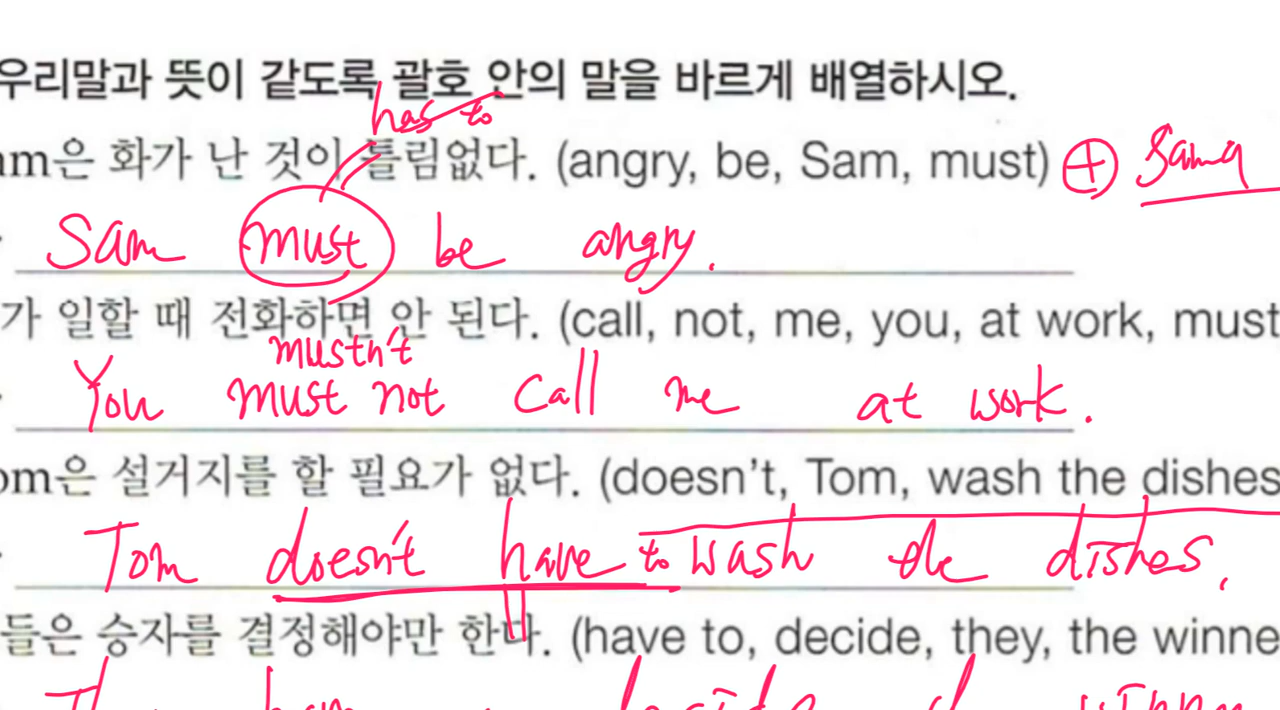 우리말과 뜻이 같도록 괄호 안의 말을 바르게 배열하시오.
has to
am은 화가 난 것이 틀림없다. (angry, be, Sam, must) +
Sam must be angry.
가 일할 때 전화하면 안 된다. (call, not, me, you, at work, must
mustn't
You must not call me at work.
om은 설거지를 할 필요가 없다. (doesn't, Tom, wash the dishes
Tom doesn't have to wash the dishes.
들은 승자를 결정해야만 한다. (have to, decide, they, the winne